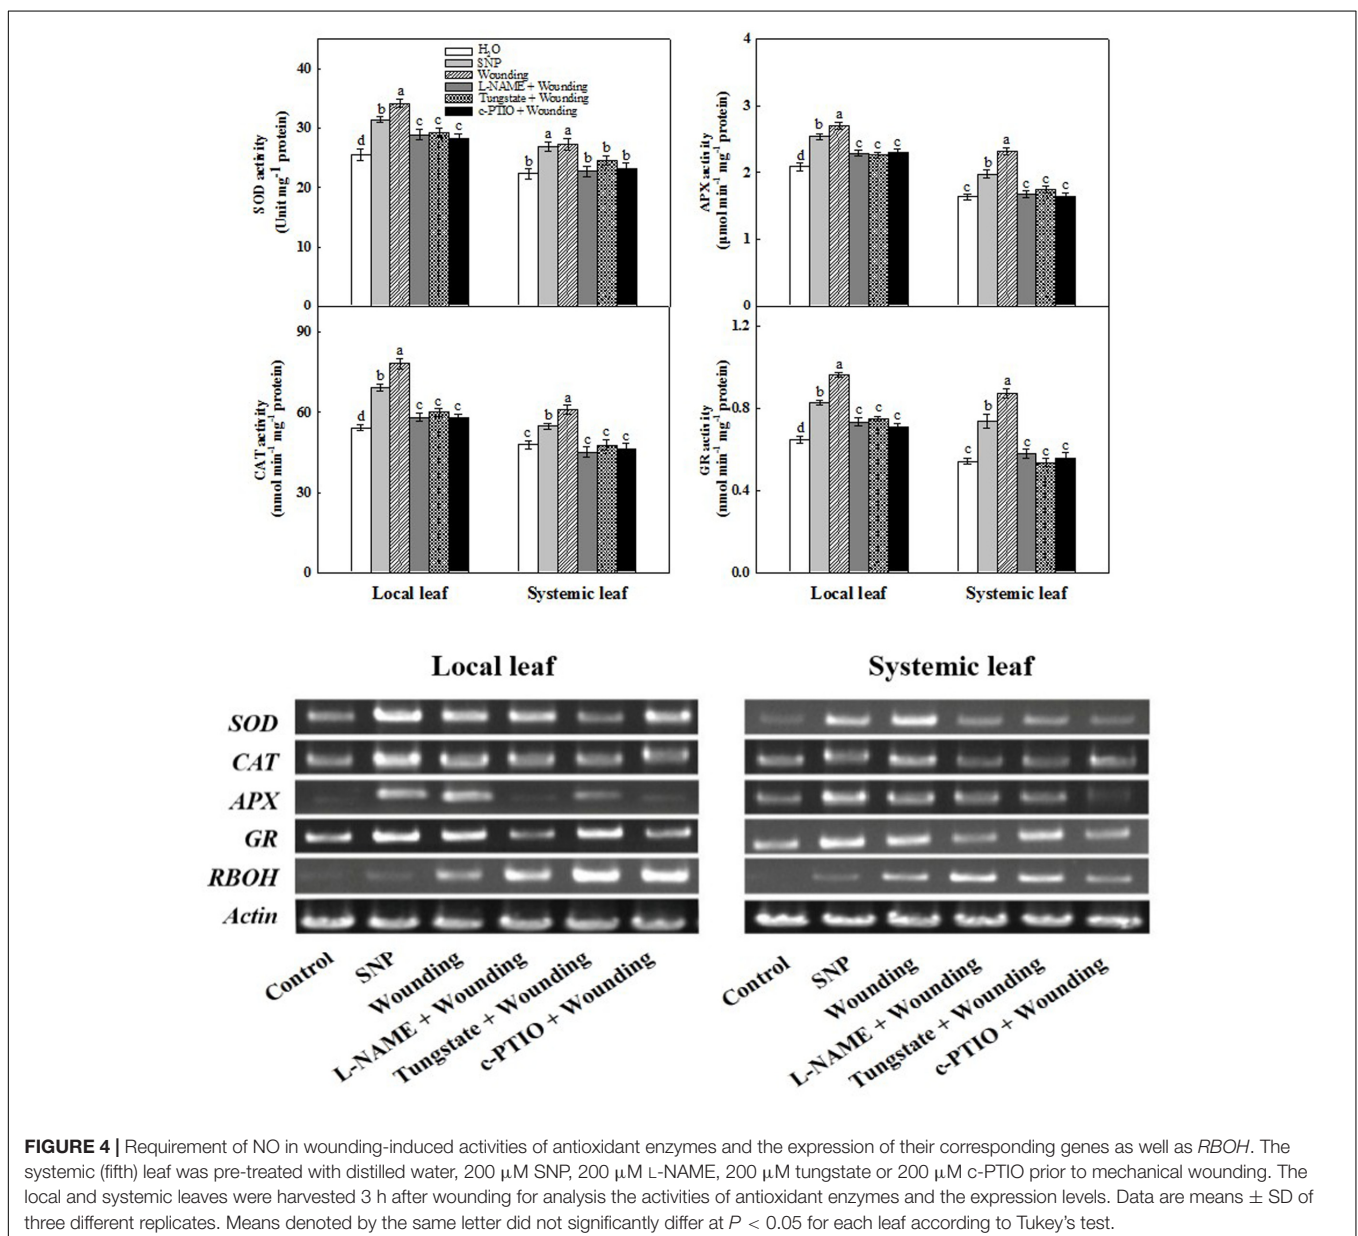 H₂O
SNP
Wounding
L-NAME + Wounding
Tungstate + Wounding
c-PTIO + Wounding
SOD activity
(Unit mg⁻¹ protein)
40
30
20
10
0
d
b
a
c
c
c
b
a
a
b
b
b
APX activity
(µmol min⁻¹ mg⁻¹ protein)
4
3
2
1
0
d
b
a
c
c
c
c
b
a
c
c
c
CAT activity
(nmol min⁻¹ mg⁻¹ protein)
90
60
30
0
d
b
a
c
c
c
c
b
a
c
c
c
Local leaf
Systemic leaf
GR activity
(nmol min⁻¹ mg⁻¹ protein)
1.2
0.8
0.4
0.0
d
b
a
c
c
c
c
b
a
c
c
c
Local leaf
Systemic leaf
Local leaf
Systemic leaf
SOD
CAT
APX
GR
RBOH
Actin
Control
SNP
Wounding
L-NAME + Wounding
Tungstate + Wounding
c-PTIO + Wounding
Control
SNP
Wounding
L-NAME + Wounding
Tungstate + Wounding
c-PTIO + Wounding
FIGURE 4 | Requirement of NO in wounding-induced activities of antioxidant enzymes and the expression of their corresponding genes as well as RBOH. The
systemic (fifth) leaf was pre-treated with distilled water, 200 µM SNP, 200 µM L-NAME, 200 µM tungstate or 200 µM c-PTIO prior to mechanical wounding. The
local and systemic leaves were harvested 3 h after wounding for analysis the activities of antioxidant enzymes and the expression levels. Data are means ± SD of
three different replicates. Means denoted by the same letter did not significantly differ at P < 0.05 for each leaf according to Tukey's test.